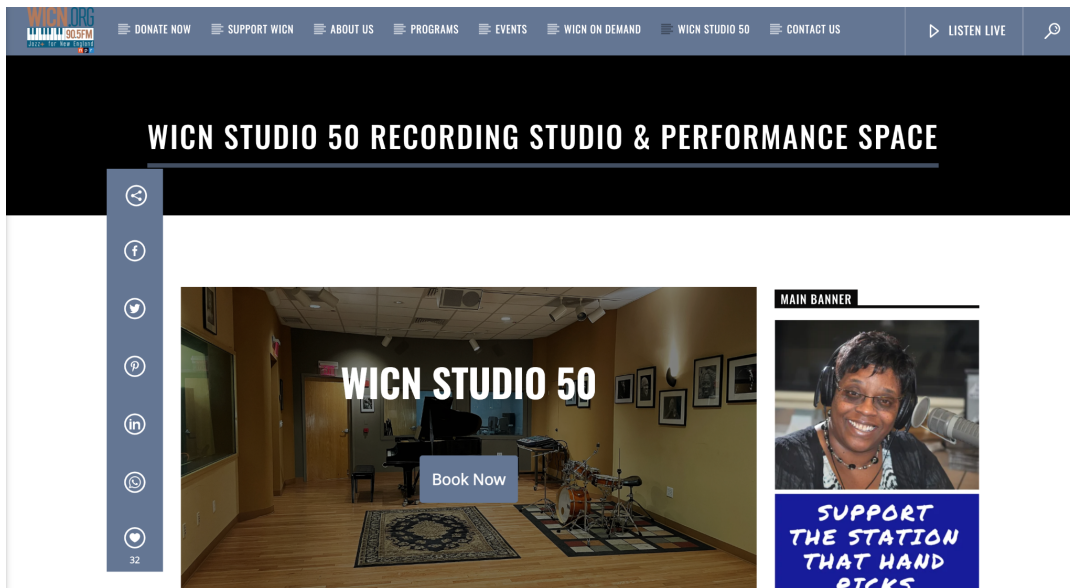 WICN.ORG
90.5FM
Jazz+ for New England
npr
DONATE NOW
SUPPORT WICN
ABOUT US
PROGRAMS
EVENTS
WICN ON DEMAND
WICN STUDIO 50
CONTACT US
LISTEN LIVE
WICN STUDIO 50 RECORDING STUDIO & PERFORMANCE SPACE
32
WICN STUDIO 50
Book Now
MAIN BANNER
SUPPORT
THE STATION
THAT HAND
PICKS